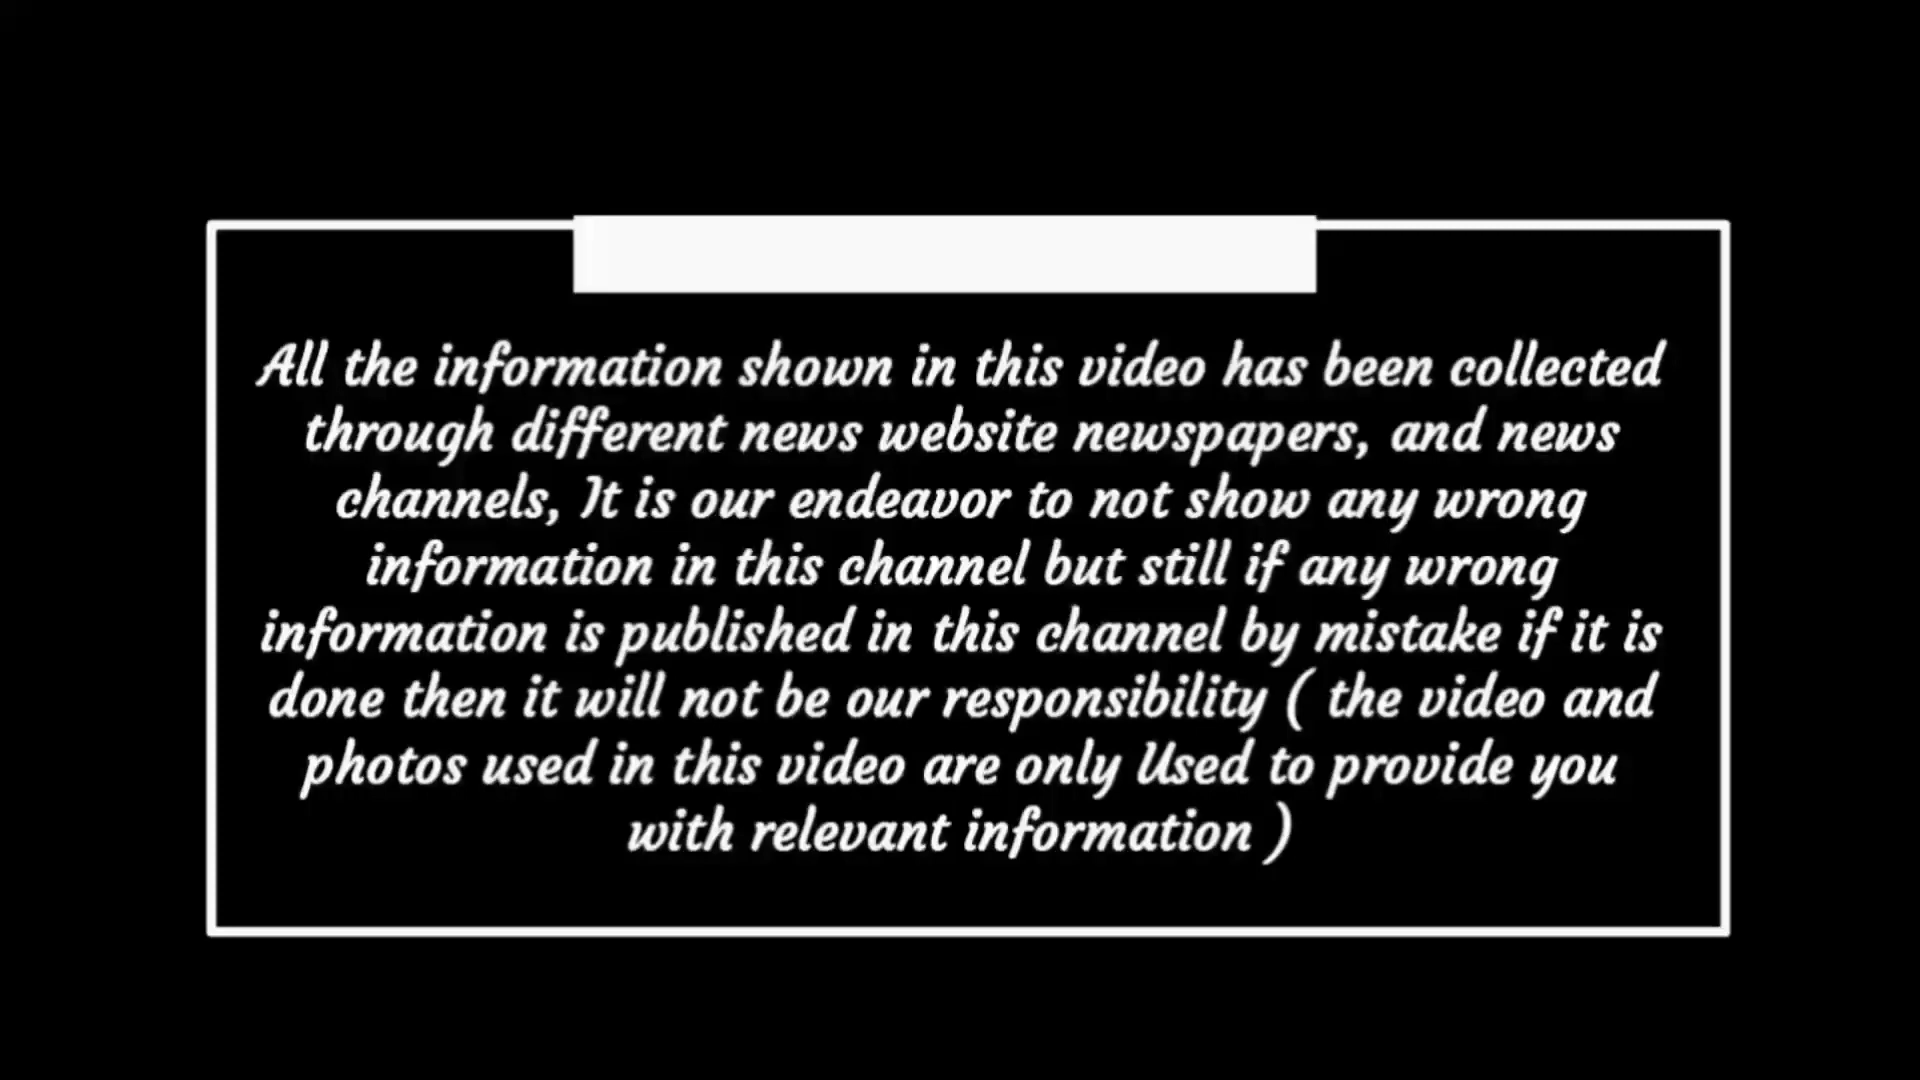 All the information shown in this video has been collected
through different news website newspapers, and news
channels, It is our endeavor to not show any wrong
information in this channel but still if any wrong
information is published in this channel by mistake if it is
done then it will not be our responsibility ( the video and
photos used in this video are only Used to provide you
with relevant information )